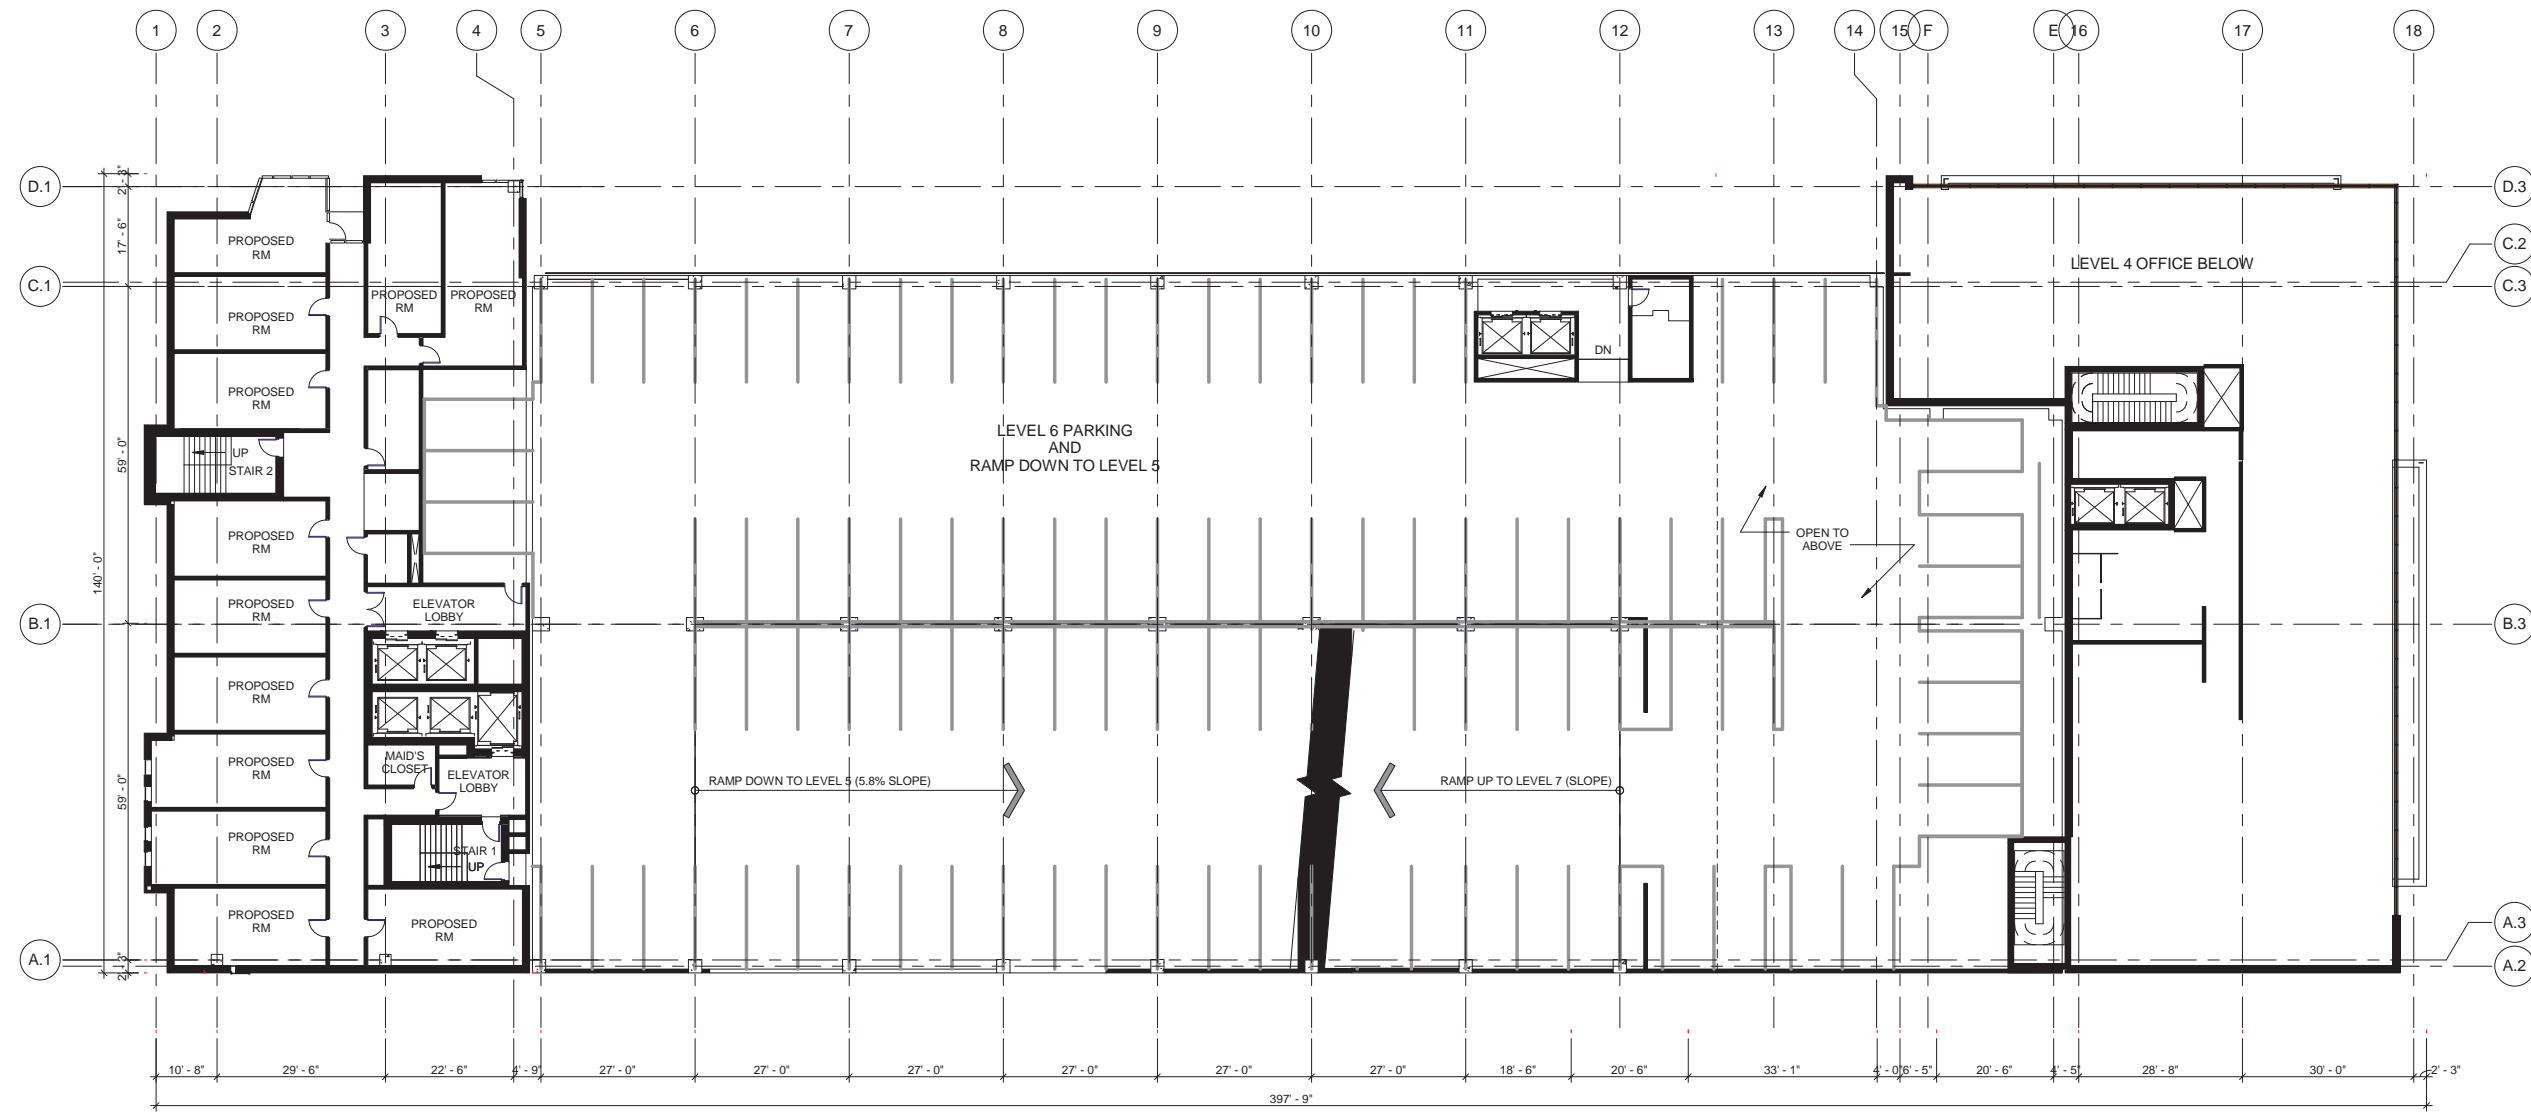 1
2
3
4
5
6
7
8
9
10
11
12
13
14
15
F
E
16
17
18
D.1
C.1
B.1
A.1
D.3
C.2
C.3
B.3
A.3
A.2
2' - 3"
17' - 6"
59' - 0"
140' - 0"
59' - 0"
2' - 3"
PROPOSED
RM
PROPOSED
RM
PROPOSED
RM
PROPOSED
RM
PROPOSED
RM
UP
STAIR 2
PROPOSED
RM
PROPOSED
RM
PROPOSED
RM
PROPOSED
RM
PROPOSED
RM
PROPOSED
RM
ELEVATOR
LOBBY
MAID'S
CLOSET
ELEVATOR
LOBBY
STAIR 1
UP
PROPOSED
RM
LEVEL 6 PARKING
AND
RAMP DOWN TO LEVEL 5
DN
OPEN TO
ABOVE
LEVEL 4 OFFICE BELOW
RAMP DOWN TO LEVEL 5 (5.8% SLOPE)
RAMP UP TO LEVEL 7 (SLOPE)
10' - 8"
29' - 6"
22' - 6"
4' - 9"
27' - 0"
27' - 0"
27' - 0"
27' - 0"
27' - 0"
27' - 0"
18' - 6"
20' - 6"
33' - 1"
4' - 0"
6' - 5"
20' - 6"
4' - 5"
28' - 8"
30' - 0"
2' - 3"
397' - 9"